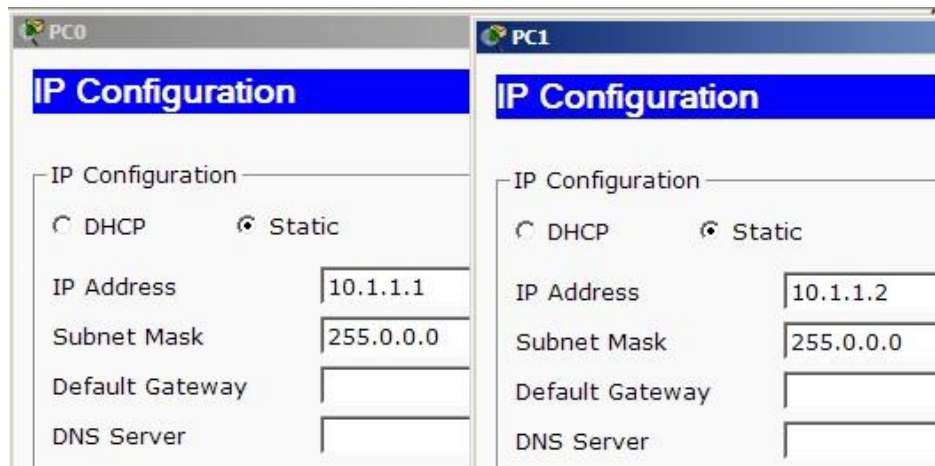 PC0
IP Configuration
IP Configuration
DHCP Static
IP Address 10.1.1.1
Subnet Mask 255.0.0.0
Default Gateway
DNS Server
PC1
IP Configuration
IP Configuration
DHCP Static
IP Address 10.1.1.2
Subnet Mask 255.0.0.0
Default Gateway
DNS Server